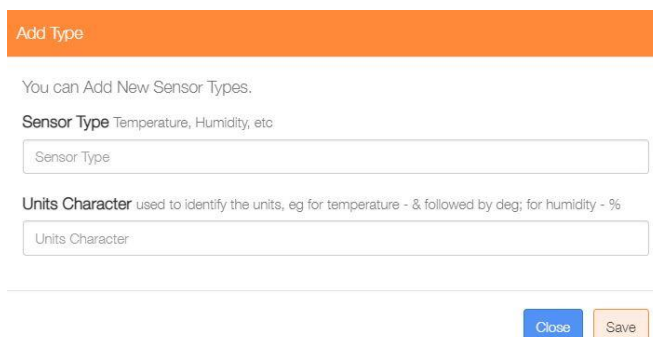 Add Type
You can Add New Sensor Types.
Sensor Type Temperature, Humidity, etc
Sensor Type
Units Character used to identify the units, eg for temperature - & followed by deg; for humidity - %
Units Character
Close Save